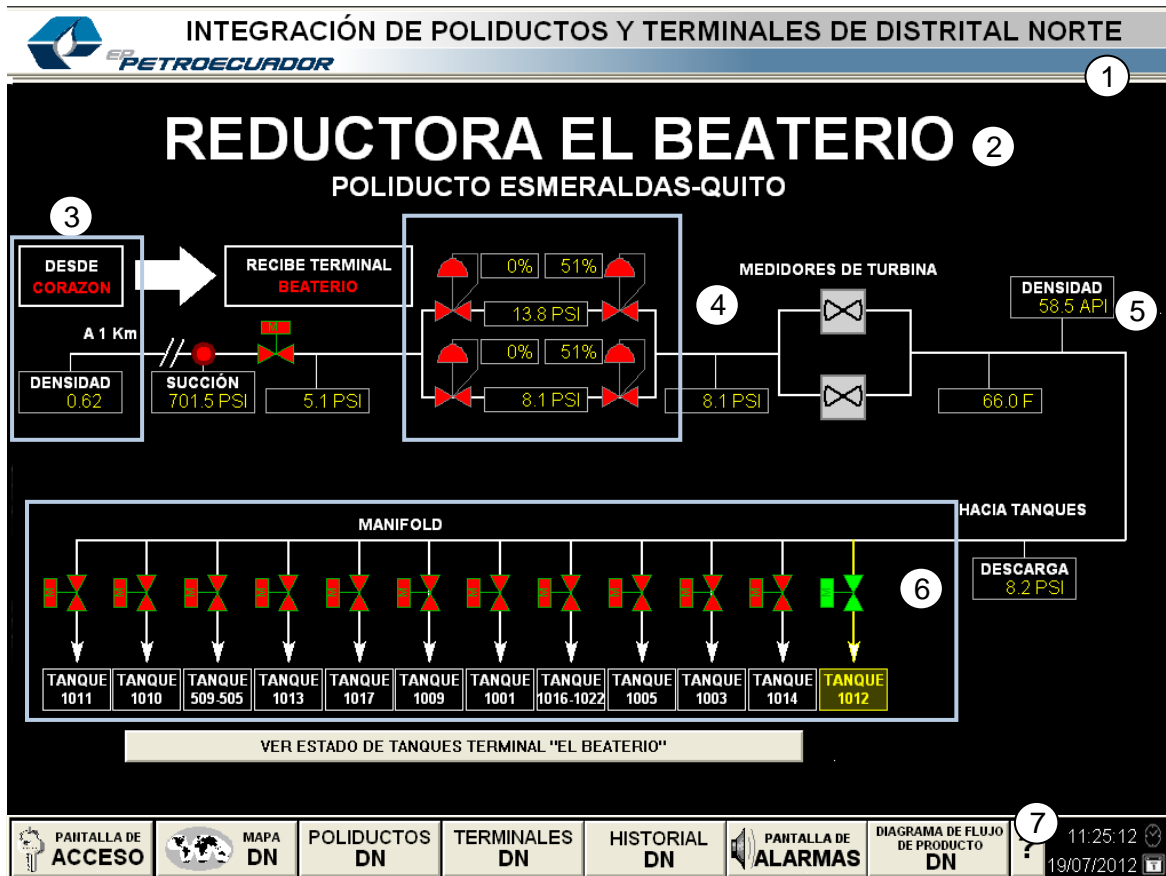 INTEGRACIÓN DE POLIDUCTOS Y TERMINALES DE DISTRITAL NORTE
EP PETROECUADOR
1
REDUCTORA EL BEATERIO
2
POLIDUCTO ESMERALDAS-QUITO
3
DESDE
CORAZON
RECIBE TERMINAL
BEATERIO
0%
51%
13.8 PSI
0%
51%
8.1 PSI
4
MEDIDORES DE TURBINA
DENSIDAD
58.5 API
5
A 1 Km
M
DENSIDAD
0.62
SUCCIÓN
701.5 PSI
5.1 PSI
8.1 PSI
66.0 F
HACIA TANQUES
MANIFOLD
DESCARGA
8.2 PSI
6
M M M M M M M M M M M M
TANQUE TANQUE TANQUE TANQUE TANQUE TANQUE TANQUE TANQUE TANQUE TANQUE TANQUE TANQUE
1011 1010 509-505 1013 1017 1009 1001 1016-1022 1005 1003 1014 1012
VER ESTADO DE TANQUES TERMINAL "EL BEATERIO"
PANTALLA DE
ACCESO
MAPA
DN
POLIDUCTOS
DN
TERMINALES
DN
HISTORIAL
DN
PANTALLA DE
ALARMAS
DIAGRAMA DE FLUJO
DE PRODUCTO
DN
7
?
11:25:12
19/07/2012